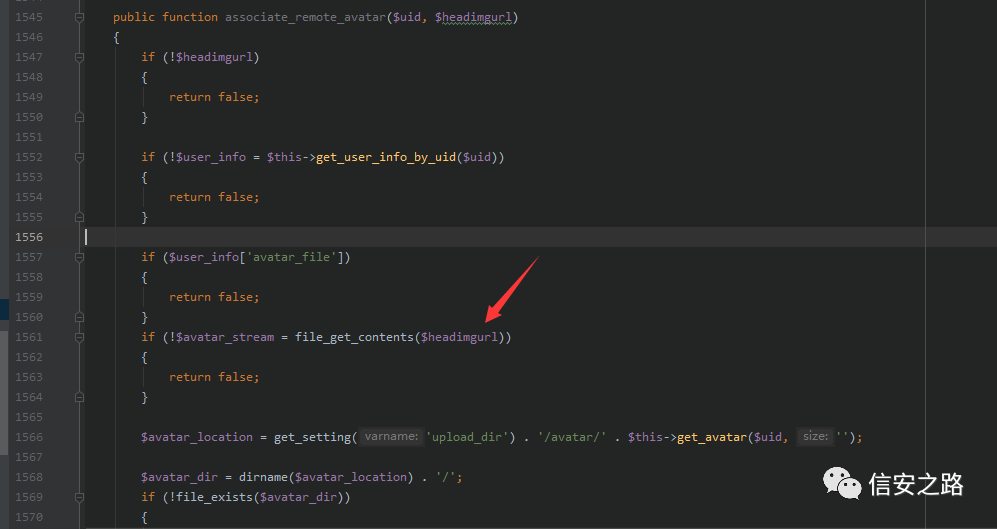 1545 public function associate_remote_avatar($uid, $headimgurl)
1546 {
1547 if (!$headimgurl)
1548 {
1549 return false;
1550 }
1551
1552 if (!$user_info = $this->get_user_info_by_uid($uid))
1553 {
1554 return false;
1555 }
1556
1557 if ($user_info['avatar_file'])
1558 {
1559 return false;
1560 }
1561 if (!$avatar_stream = file_get_contents($headimgurl))
1562 {
1563 return false;
1564 }
1565
1566 $avatar_location = get_setting( varname: 'upload_dir') . '/avatar/' . $this->get_avatar($uid, size: '');
1567
1568 $avatar_dir = dirname($avatar_location) . '/';
1569 if (!file_exists($avatar_dir))
1570 {
信安之路